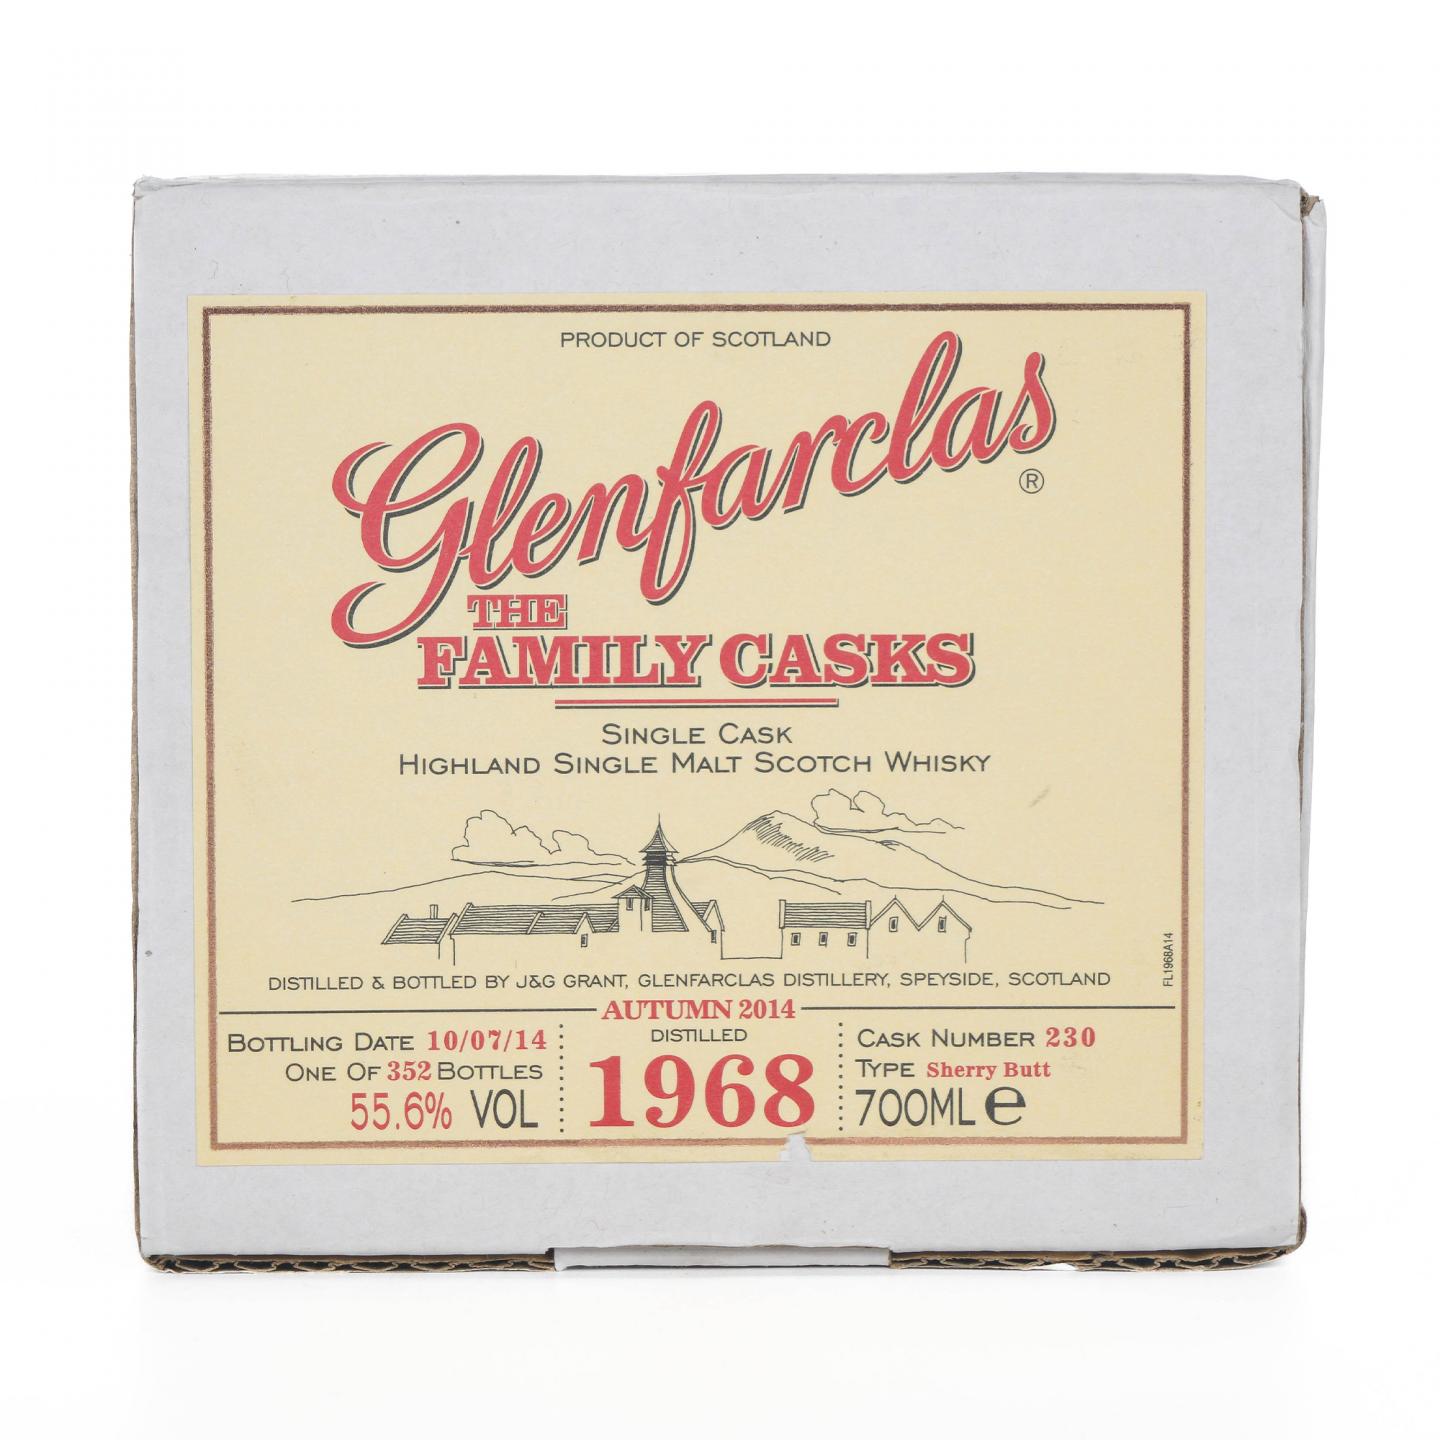 PRODUCT OF SCOTLAND
Glenfarclas
®
THE
FAMILY CASKS
SINGLE CASK
HIGHLAND SINGLE MALT SCOTCH WHISKY
FL1968A14
DISTILLED & BOTTLED BY J&G GRANT, GLENFARCLAS DISTILLERY, SPEYSIDE, SCOTLAND
AUTUMN 2014
BOTTLING DATE 10/07/14
ONE OF 352 BOTTLES
55.6% VOL
DISTILLED
1968
CASK NUMBER 230
TYPE Sherry Butt
700ML e